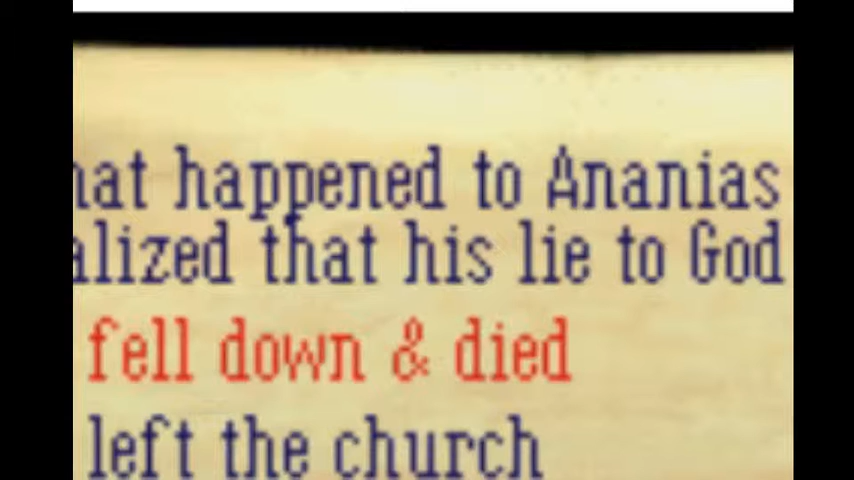 hat happened to Ananias
alized that his lie to God
fell down & died
left the church